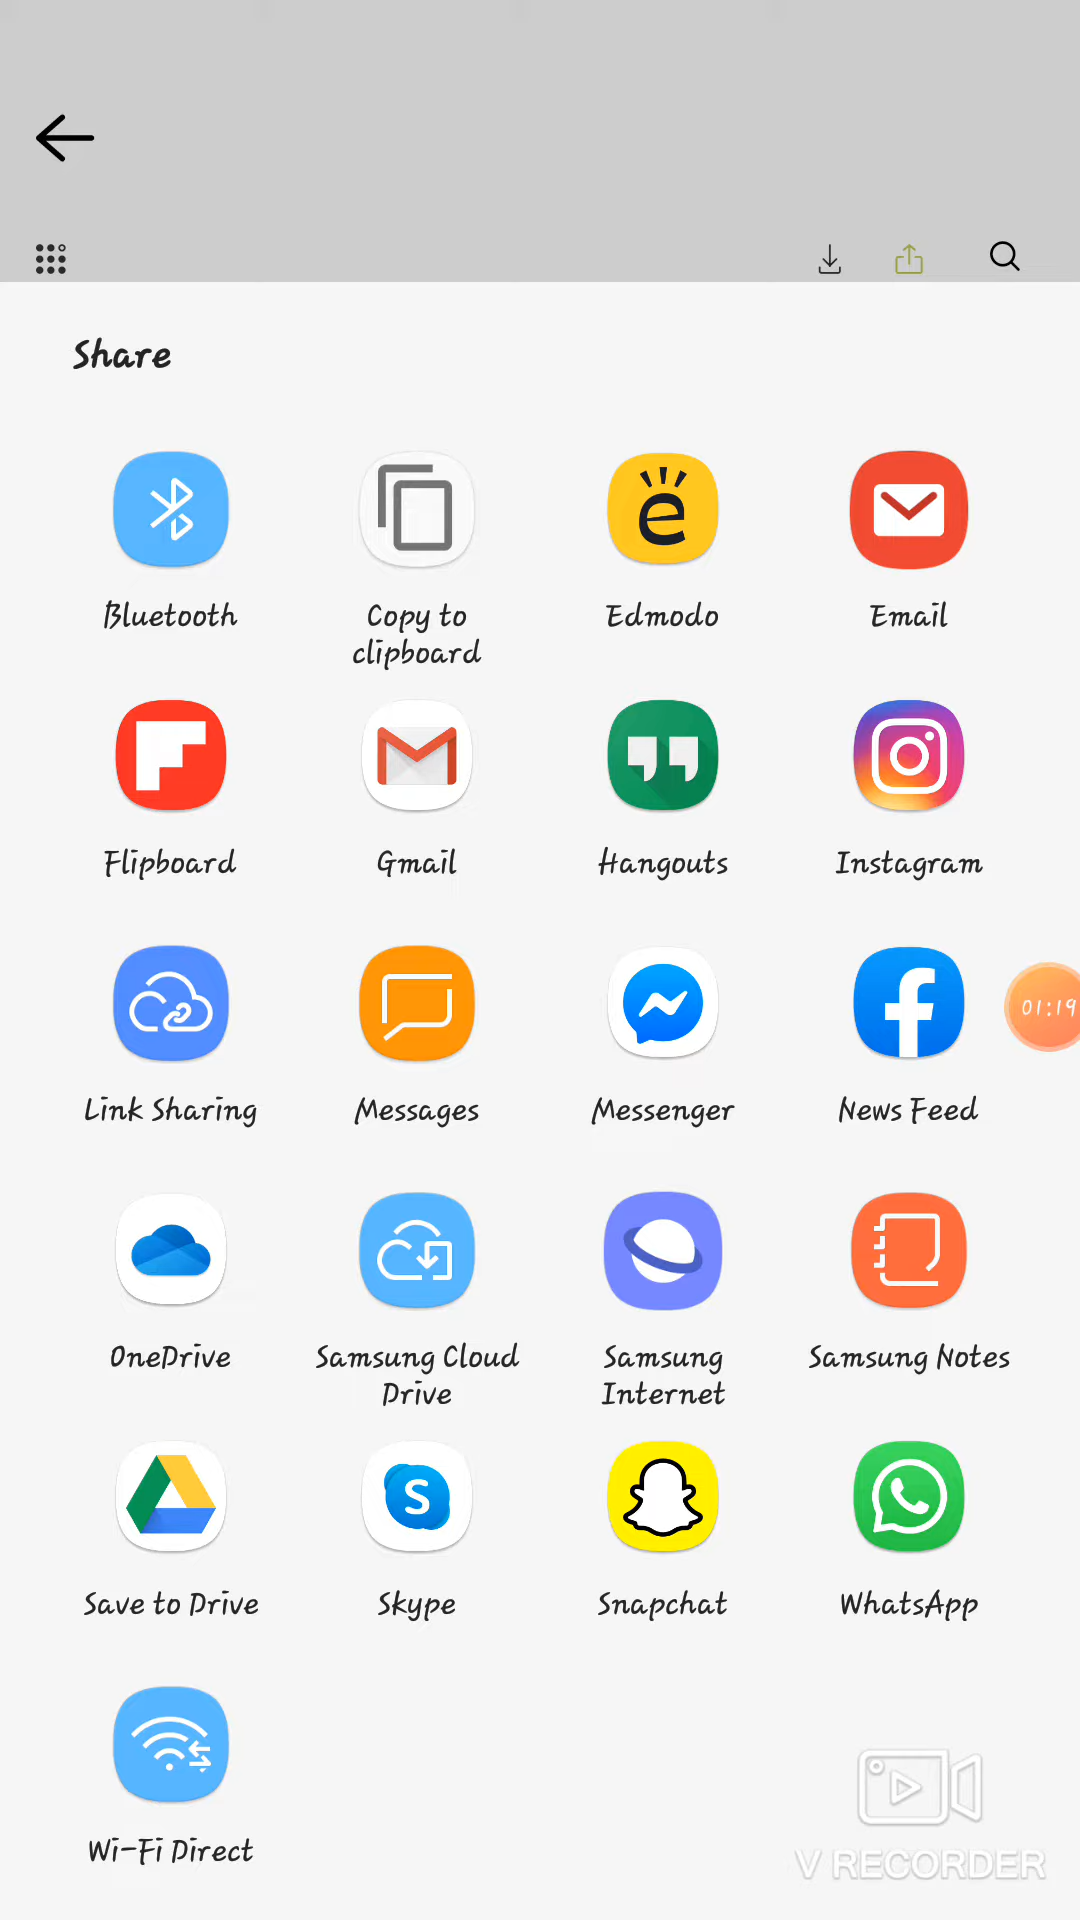 Share
Bluetooth
Copy to
clipboard
Edmodo
Email
Flipboard
Gmail
Hangouts
Instagram
Link Sharing
Messages
Messenger
News Feed
01:19
OneDrive
Samsung Cloud
Drive
Samsung
Internet
Samsung Notes
Save to Drive
Skype
Snapchat
WhatsApp
Wi-Fi Direct
V RECORDER